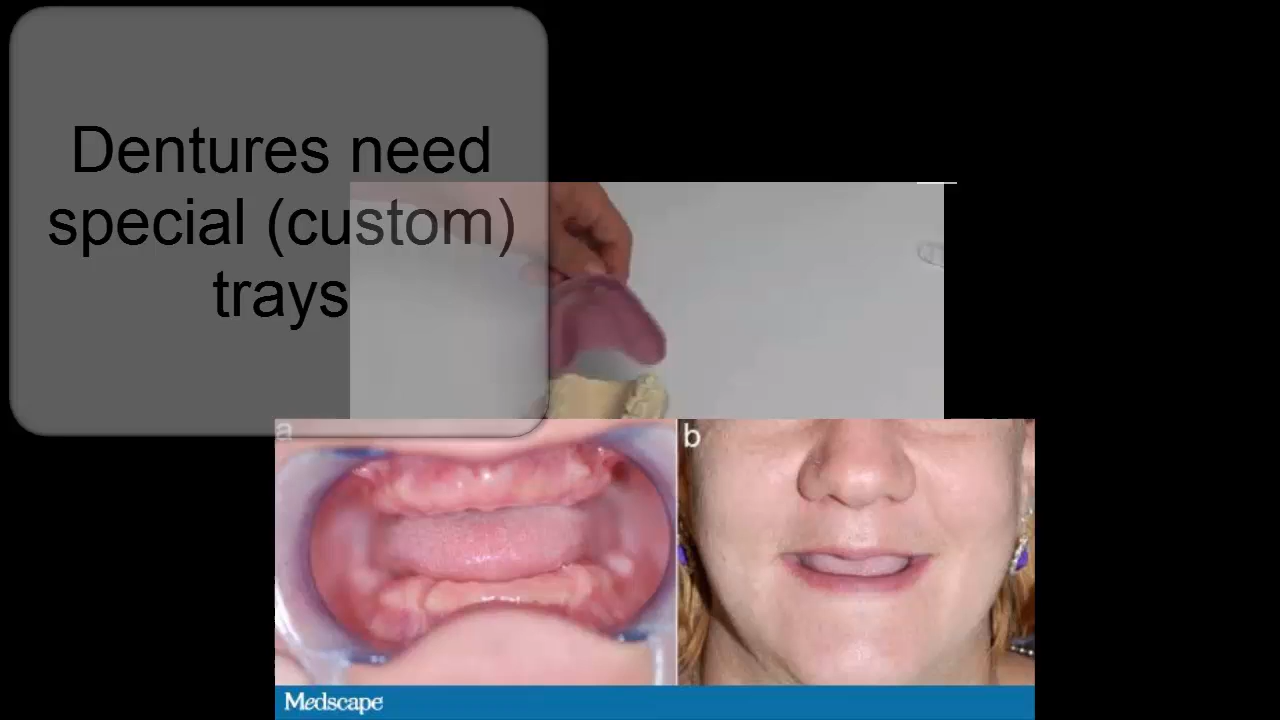 Dentures need
special (custom)
trays
a
b
Medscape